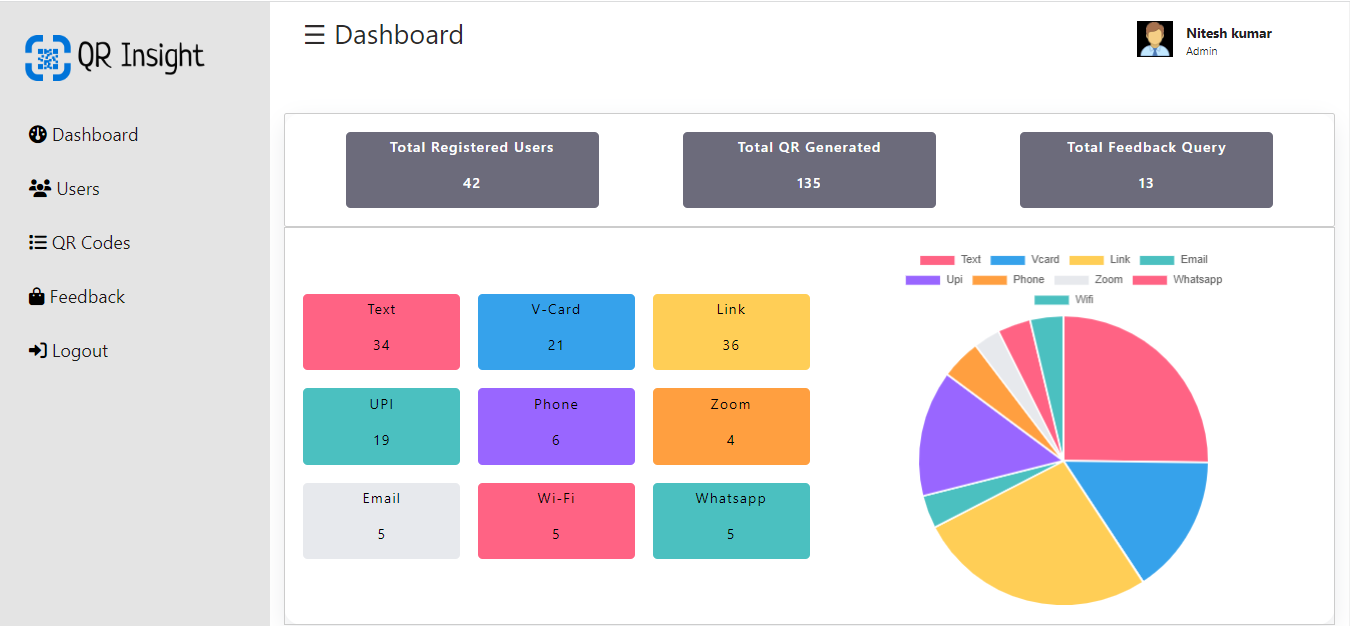 QR Insight
☰ Dashboard
Nitesh kumar
Admin
Dashboard
Users
QR Codes
Feedback
Logout
Total Registered Users
42
Total QR Generated
135
Total Feedback Query
13
Text
34
V-Card
21
Link
36
UPI
19
Phone
6
Zoom
4
Email
5
Wi-Fi
5
Whatsapp
5
Text Vcard Link Email
Upi Phone Zoom Whatsapp
Wifi